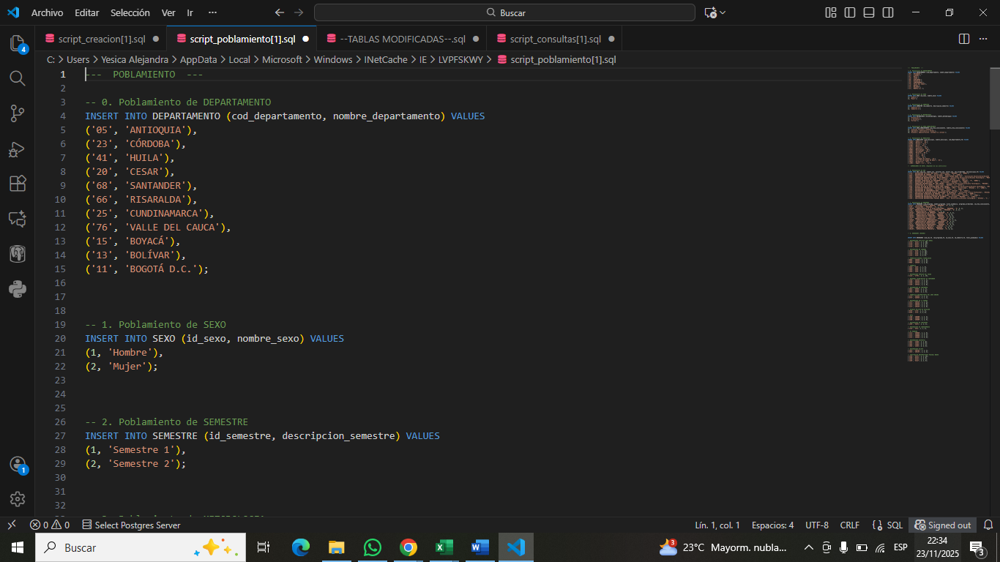 Archivo Editar Selección Ver Ir ··· Buscar
script_creacion[1].sql script_poblamiento[1].sql --TABLAS MODIFICADAS--.sql script_consultas[1].sql ···
C: > Users > Yesica Alejandra > AppData > Local > Microsoft > Windows > INetCache > IE > LVPFSKWY > script_poblamiento[1].sql
1 --- POBLAMIENTO ---
2
3 -- 0. Poblamiento de DEPARTAMENTO
4 INSERT INTO DEPARTAMENTO (cod_departamento, nombre_departamento) VALUES
5 ('05', 'ANTIOQUIA'),
6 ('23', 'CÓRDOBA'),
7 ('41', 'HUILA'),
8 ('20', 'CESAR'),
9 ('68', 'SANTANDER'),
10 ('66', 'RISARALDA'),
11 ('25', 'CUNDINAMARCA'),
12 ('76', 'VALLE DEL CAUCA'),
13 ('15', 'BOYACÁ'),
14 ('13', 'BOLÍVAR'),
15 ('11', 'BOGOTÁ D.C.');
16
17
18
19 -- 1. Poblamiento de SEXO
20 INSERT INTO SEXO (id_sexo, nombre_sexo) VALUES
21 (1, 'Hombre'),
22 (2, 'Mujer');
23
24
25
26 -- 2. Poblamiento de SEMESTRE
27 INSERT INTO SEMESTRE (id_semestre, descripcion_semestre) VALUES
28 (1, 'Semestre 1'),
29 (2, 'Semestre 2');
30
31
32
4
1
0 0 Select Postgres Server Lín. 1, col. 1 Espacios: 4 UTF-8 CRLF { } SQL Signed out
Buscar 3 23°C Mayorm. nubla... ESP 22:34
23/11/2025 3